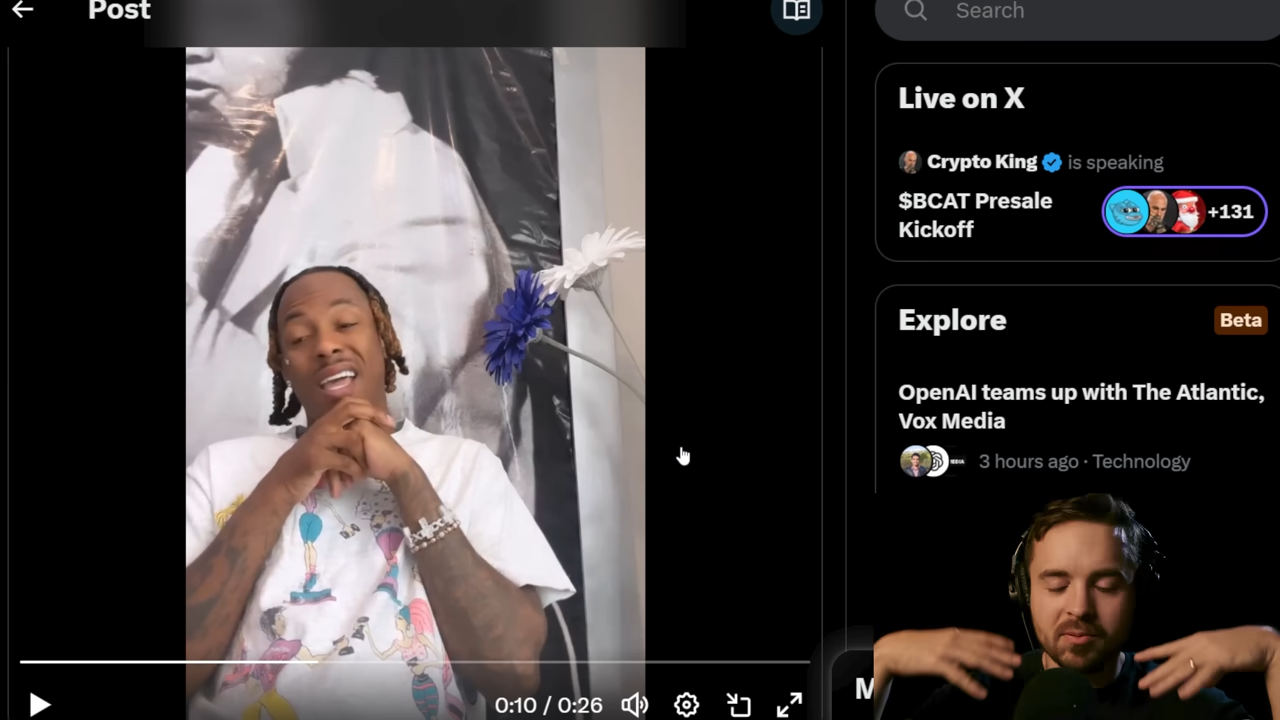 Post
0:10 / 0:26
Search
Live on X
Crypto King is speaking
$BCAT Presale
Kickoff
+131
Explore
Beta
OpenAI teams up with The Atlantic,
Vox Media
3 hours ago · Technology
M